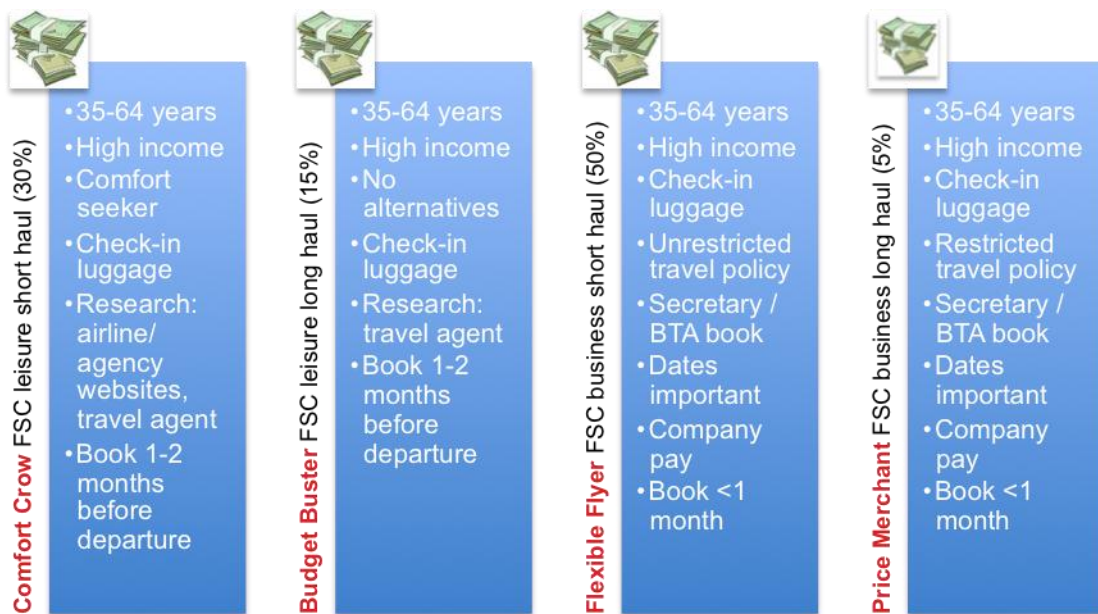 Comfort Crow FSC leisure short haul (30%)
•35-64 years
•High income
•Comfort
seeker
•Check-in
luggage
•Research:
airline/
agency
websites,
travel agent
•Book 1-2
months
before
departure
Budget Buster FSC leisure long haul (15%)
•35-64 years
•High income
•No
alternatives
•Check-in
luggage
•Research:
travel agent
•Book 1-2
months
before
departure
Flexible Flyer FSC business short haul (50%)
•35-64 years
•High income
•Check-in
luggage
•Unrestricted
travel policy
•Secretary /
BTA book
•Dates
important
•Company
pay
•Book <1
month
Price Merchant FSC business long haul (5%)
•35-64 years
•High income
•Check-in
luggage
•Restricted
travel policy
•Secretary /
BTA book
•Dates
important
•Company
pay
•Book <1
month